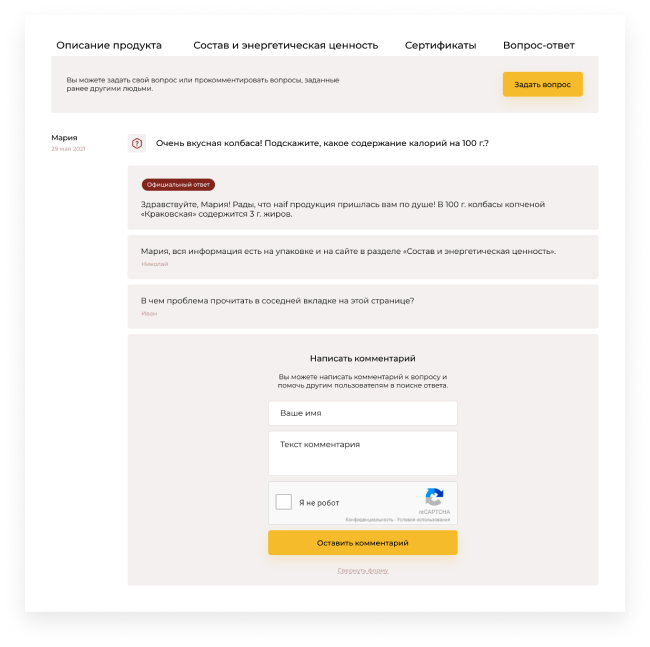 Описание продукта
Состав и энергетическая ценность
Сертификаты
Вопрос-ответ
Вы можете задать свой вопрос или прокомментировать вопросы, заданные
ранее другими людьми.
Задать вопрос
Мария
29 мая 2021
Очень вкусная колбаса! Подскажите, какое содержание калорий на 100 г.?
Официальный ответ
Здравствуйте, Мария! Рады, что наif продукция пришлась вам по душе! В 100 г. колбасы копченой
«Краковская» содержится 3 г. жиров.
Мария, вся информация есть на упаковке и на сайте в разделе «Состав и энергетическая ценность».
Николай
В чем проблема прочитать в соседней вкладке на этой странице?
Иван
Написать комментарий
Вы можете написать комментарий к вопросу и
помочь другим пользователям в поиске ответа.
Ваше имя
Текст комментария
Я не робот
reCAPTCHA
Конфиденциальность - Условия использования
Оставить комментарий
Свернуть форму